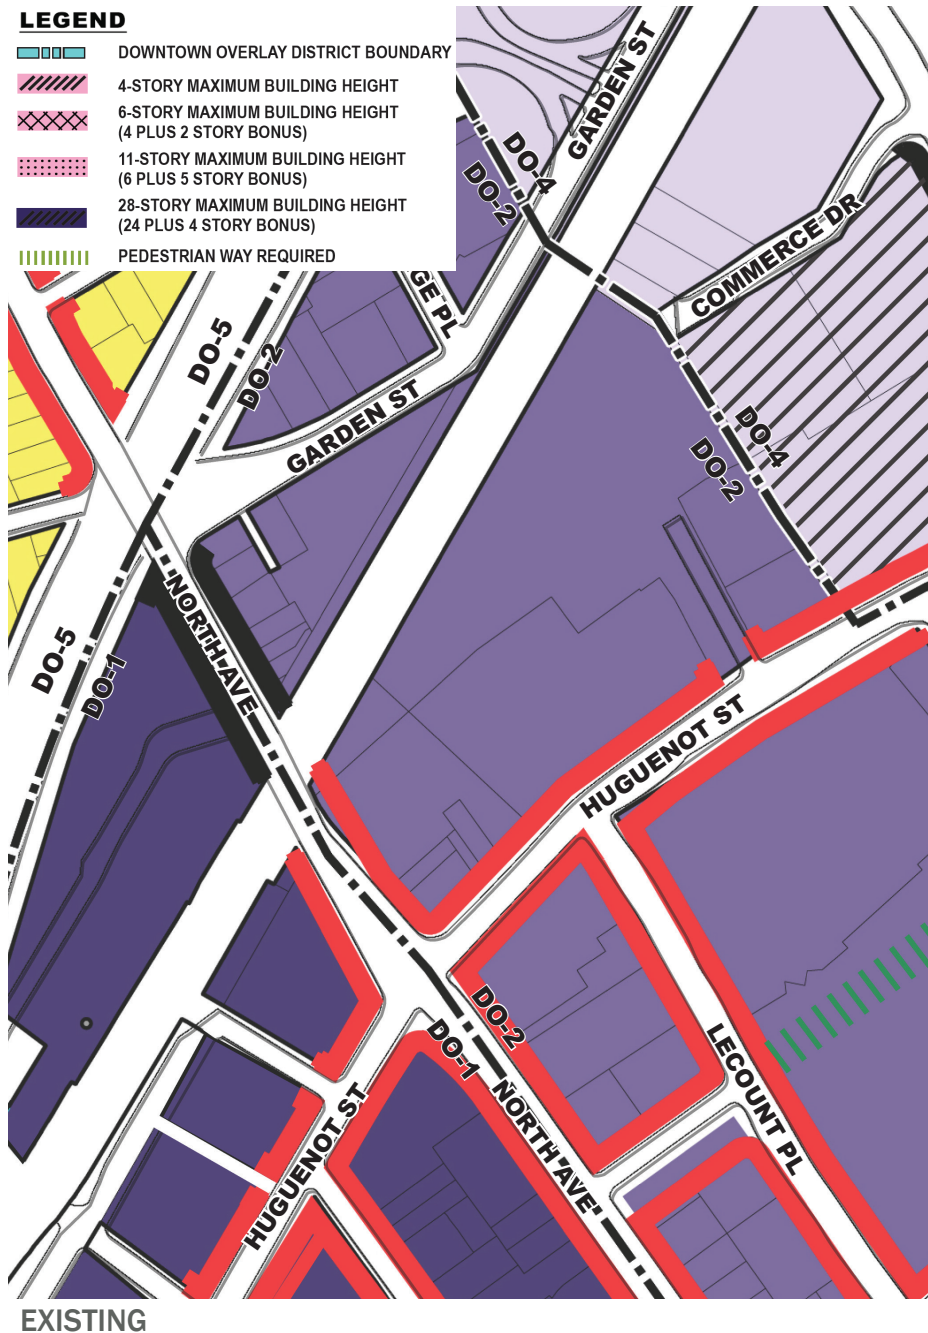 LEGEND
DOWNTOWN OVERLAY DISTRICT BOUNDARY
4-STORY MAXIMUM BUILDING HEIGHT
6-STORY MAXIMUM BUILDING HEIGHT
(4 PLUS 2 STORY BONUS)
11-STORY MAXIMUM BUILDING HEIGHT
(6 PLUS 5 STORY BONUS)
28-STORY MAXIMUM BUILDING HEIGHT
(24 PLUS 4 STORY BONUS)
PEDESTRIAN WAY REQUIRED
GARDEN ST
DO-4
DO-2
COMMERCE DR
GE PL
DO-5
DO-2
GARDEN ST
DO-4
DO-2
NORTH AVE
DO-5
DO-1
HUGUENOT ST
DO-2
DO-1
LECOUNT PL
NORTH AVE
HUGUENOT ST
EXISTING